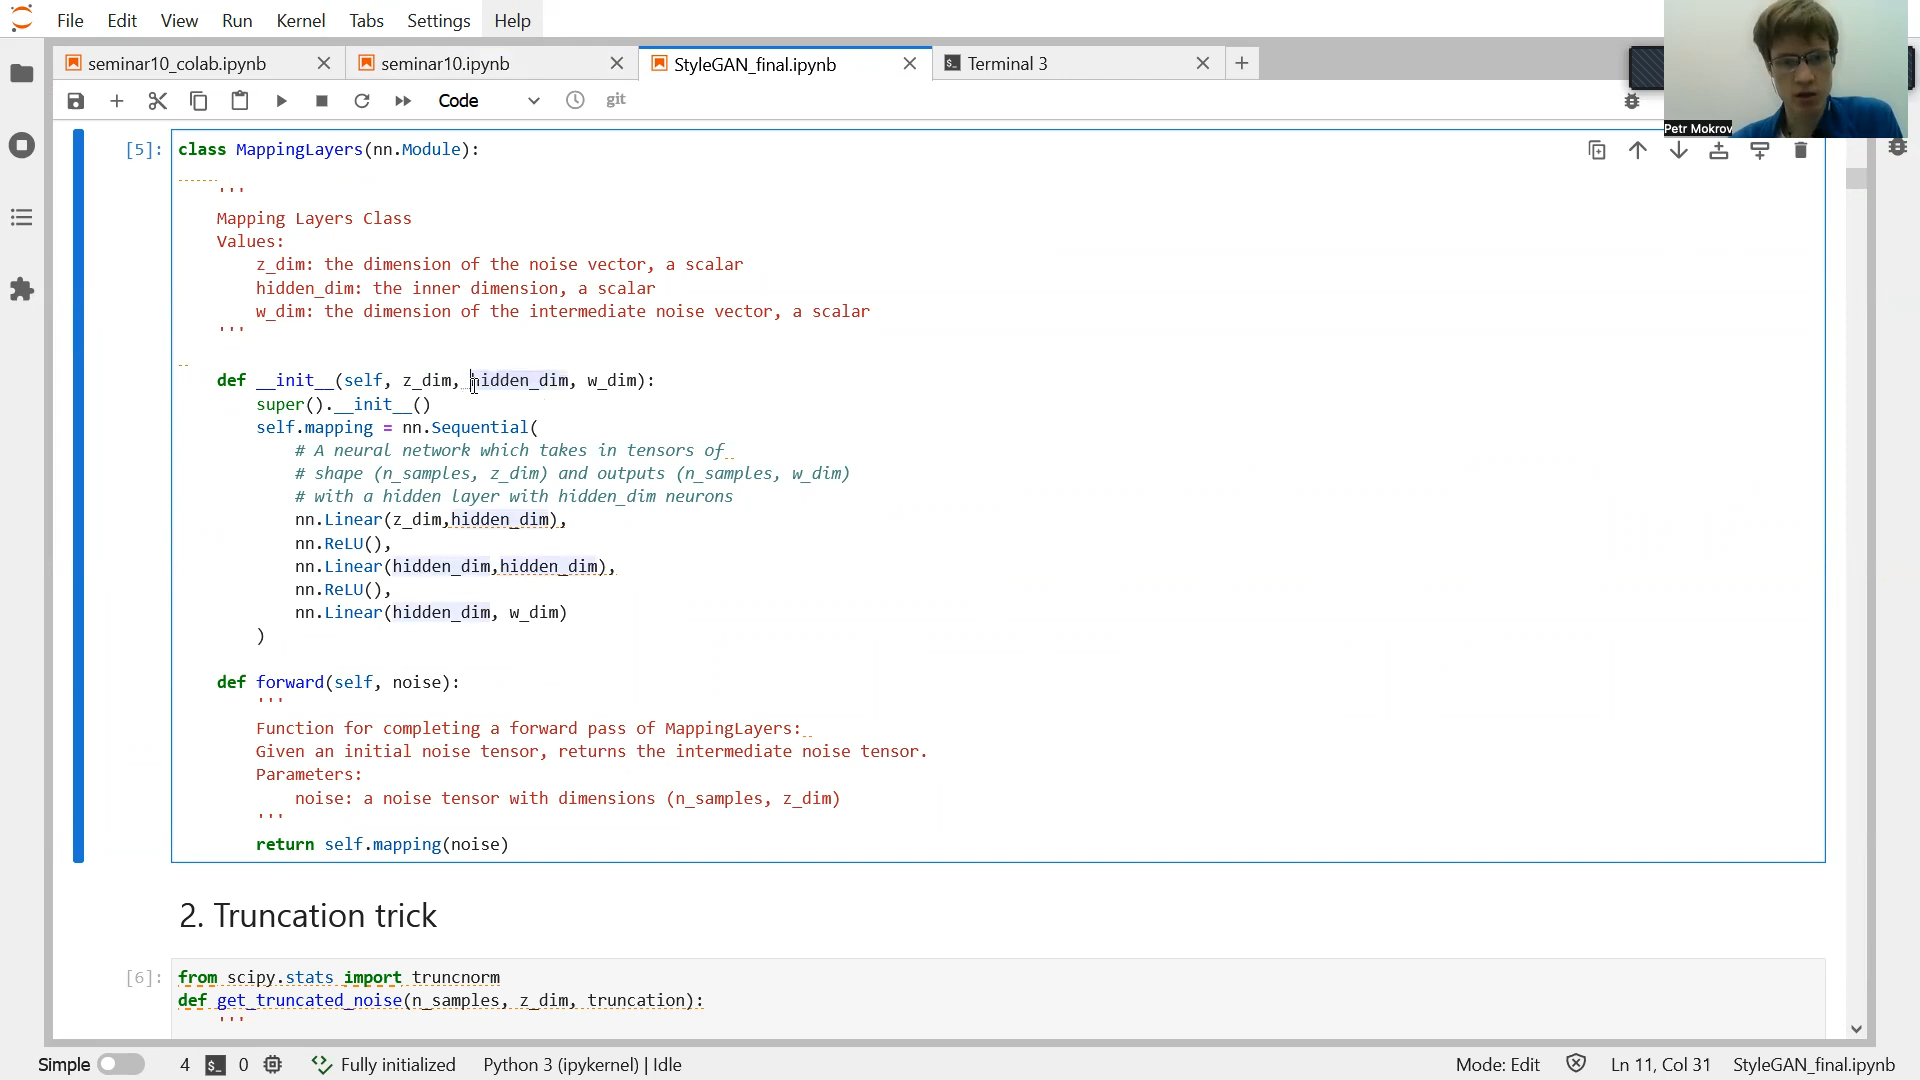 File Edit View Run Kernel Tabs Settings Help
seminar10_colab.ipynb seminar10.ipynb StyleGAN_final.ipynb Terminal 3
Code git
Petr Mokrov
[5]: class MappingLayers(nn.Module):
'''
Mapping Layers Class
Values:
z_dim: the dimension of the noise vector, a scalar
hidden_dim: the inner dimension, a scalar
w_dim: the dimension of the intermediate noise vector, a scalar
'''
def __init__(self, z_dim, hidden_dim, w_dim):
super().__init__()
self.mapping = nn.Sequential(
# A neural network which takes in tensors of
# shape (n_samples, z_dim) and outputs (n_samples, w_dim)
# with a hidden layer with hidden_dim neurons
nn.Linear(z_dim,hidden_dim),
nn.ReLU(),
nn.Linear(hidden_dim,hidden_dim),
nn.ReLU(),
nn.Linear(hidden_dim, w_dim)
)
def forward(self, noise):
'''
Function for completing a forward pass of MappingLayers:
Given an initial noise tensor, returns the intermediate noise tensor.
Parameters:
noise: a noise tensor with dimensions (n_samples, z_dim)
'''
return self.mapping(noise)
2. Truncation trick
[6]: from scipy.stats import truncnorm
def get_truncated_noise(n_samples, z_dim, truncation):
'''
Simple 4 $_ 0 Fully initialized Python 3 (ipykernel) | Idle Mode: Edit Ln 11, Col 31 StyleGAN_final.ipynb